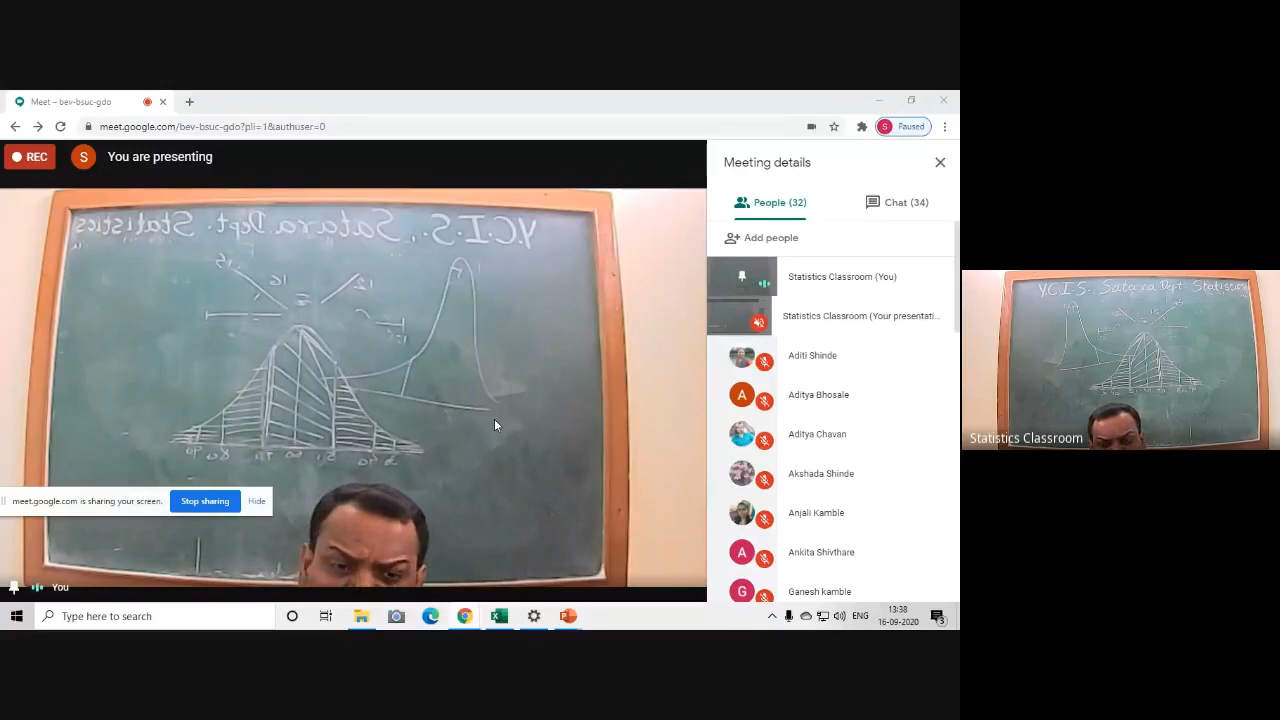 Meet – bev-bsuc-gdo
meet.google.com/bev-bsuc-gdo?pli=1&authuser=0
S Paused
REC
S You are presenting
Meeting details
People (32)
Chat (34)
Add people
Statistics Classroom (You)
Statistics Classroom (Your presentati...
Aditi Shinde
A Aditya Bhosale
Aditya Chavan
Akshada Shinde
Anjali Kamble
A Ankita Shivthare
G Ganesh kamble
Y.C.I.S., Satara Dept. Statistics
meet.google.com is sharing your screen.
Stop sharing
Hide
You
Type here to search
ENG
13:38
16-09-2020
3
Y.C.I.S., Satara Dept. Statistics
Statistics Classroom